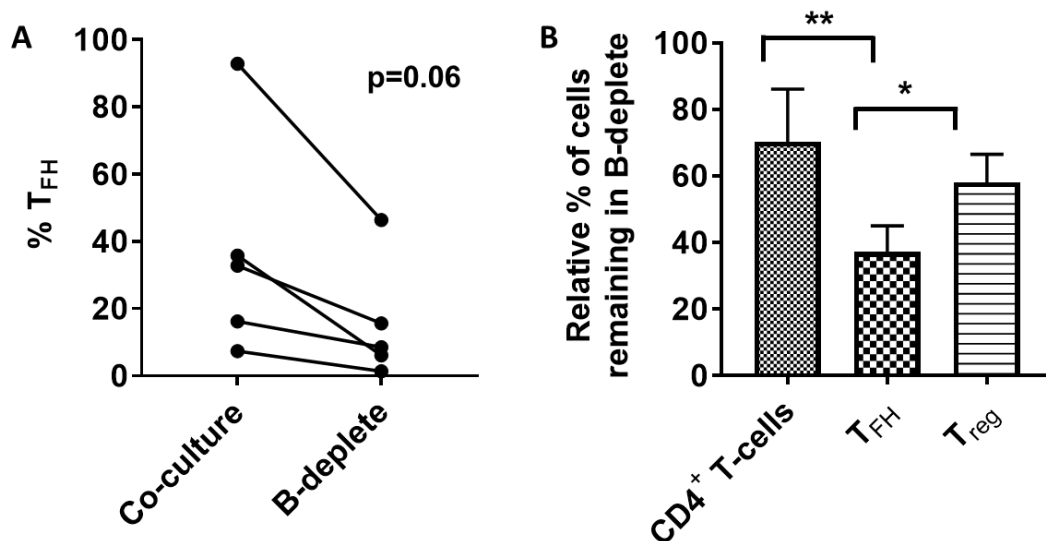 A
% TFH
100
80
60
40
20
0
p=0.06
Co-culture
B-deplete
B
Relative % of cells
remaining in B-deplete
100
80
60
40
20
0
**
*
CD4+ T-cells
TFH
Treg